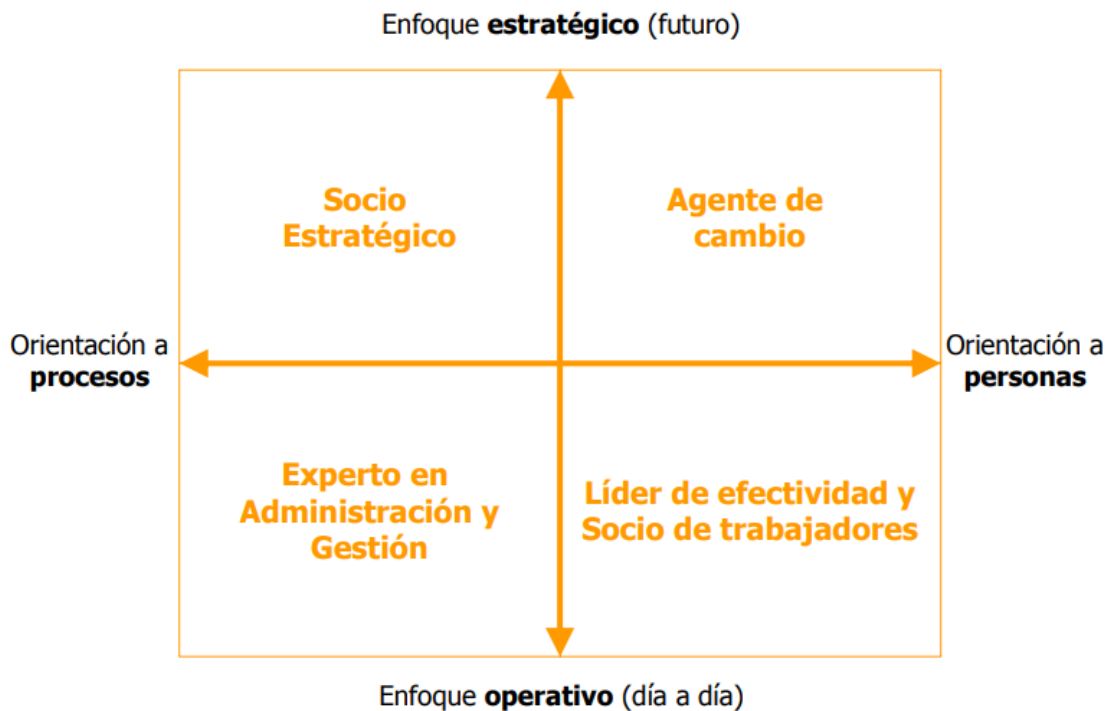 Enfoque estratégico (futuro)
Socio
Estratégico
Agente de
cambio
Orientación a
procesos
Orientación a
personas
Experto en
Administración y
Gestión
Líder de efectividad y
Socio de trabajadores
Enfoque operativo (día a día)